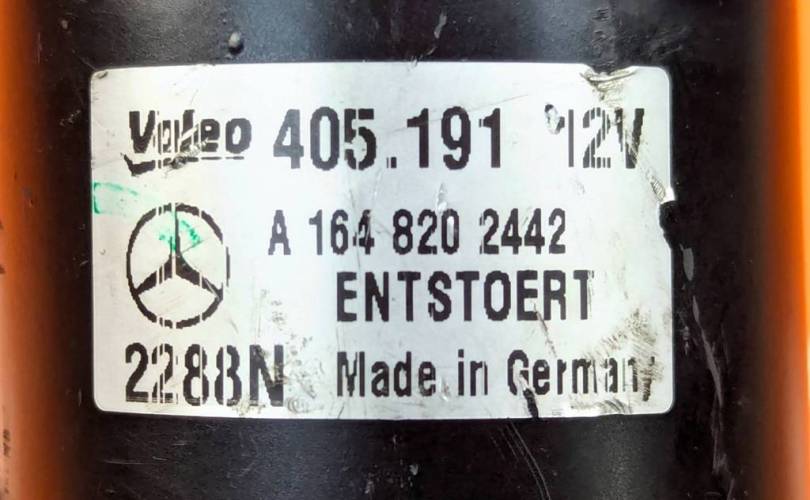 Valeo 405.191 12V
A 164 820 2442
ENTSTOERT
2288N Made in Germany